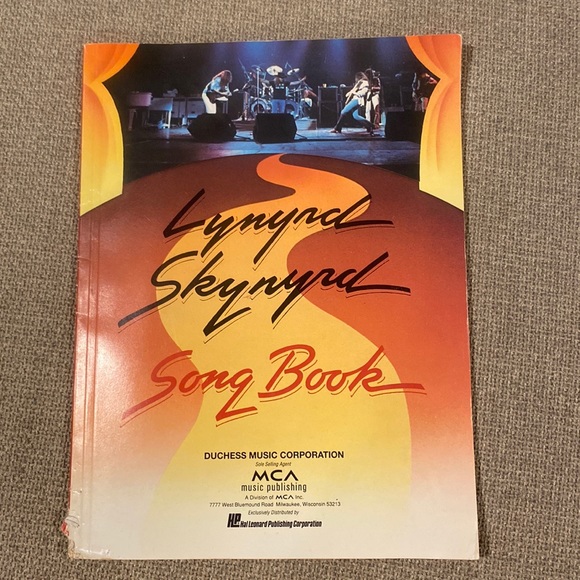 Lynyrd
Skynyrd
Song Book
DUCHESS MUSIC CORPORATION
Sole Selling Agent
MCA
music publishing
A Division of MCA Inc.
7777 West Bluemound Road Milwaukee, Wisconsin 53213
Exclusively Distributed by
HL Hal Leonard Publishing Corporation